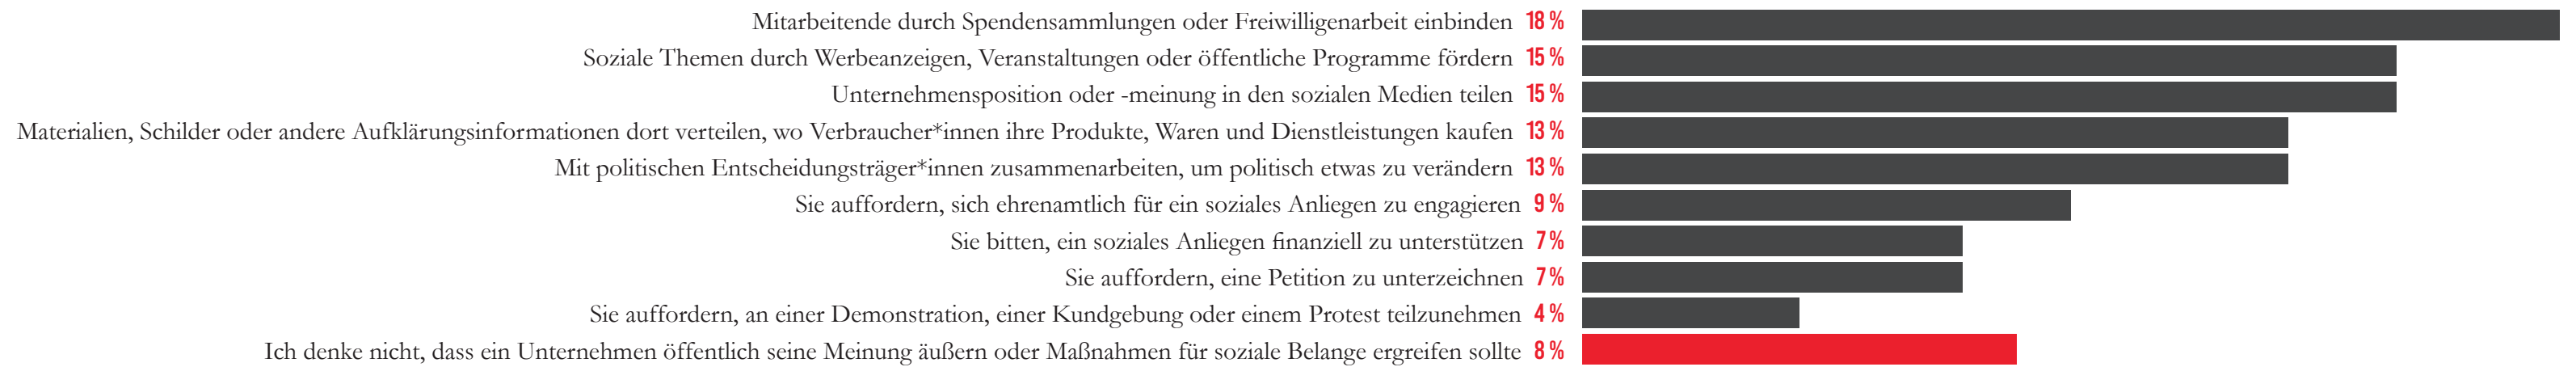 Mitarbeitende durch Spendensammlungen oder Freiwilligenarbeit einbinden 18 %
Soziale Themen durch Werbeanzeigen, Veranstaltungen oder öffentliche Programme fördern 15 %
Unternehmensposition oder -meinung in den sozialen Medien teilen 15 %
Materialien, Schilder oder andere Aufklärungsinformationen dort verteilen, wo Verbraucher*innen ihre Produkte, Waren und Dienstleistungen kaufen 13 %
Mit politischen Entscheidungsträger*innen zusammenarbeiten, um politisch etwas zu verändern 13 %
Sie auffordern, sich ehrenamtlich für ein soziales Anliegen zu engagieren 9 %
Sie bitten, ein soziales Anliegen finanziell zu unterstützen 7 %
Sie auffordern, eine Petition zu unterzeichnen 7 %
Sie auffordern, an einer Demonstration, einer Kundgebung oder einem Protest teilzunehmen 4 %
Ich denke nicht, dass ein Unternehmen öffentlich seine Meinung äußern oder Maßnahmen für soziale Belange ergreifen sollte 8 %